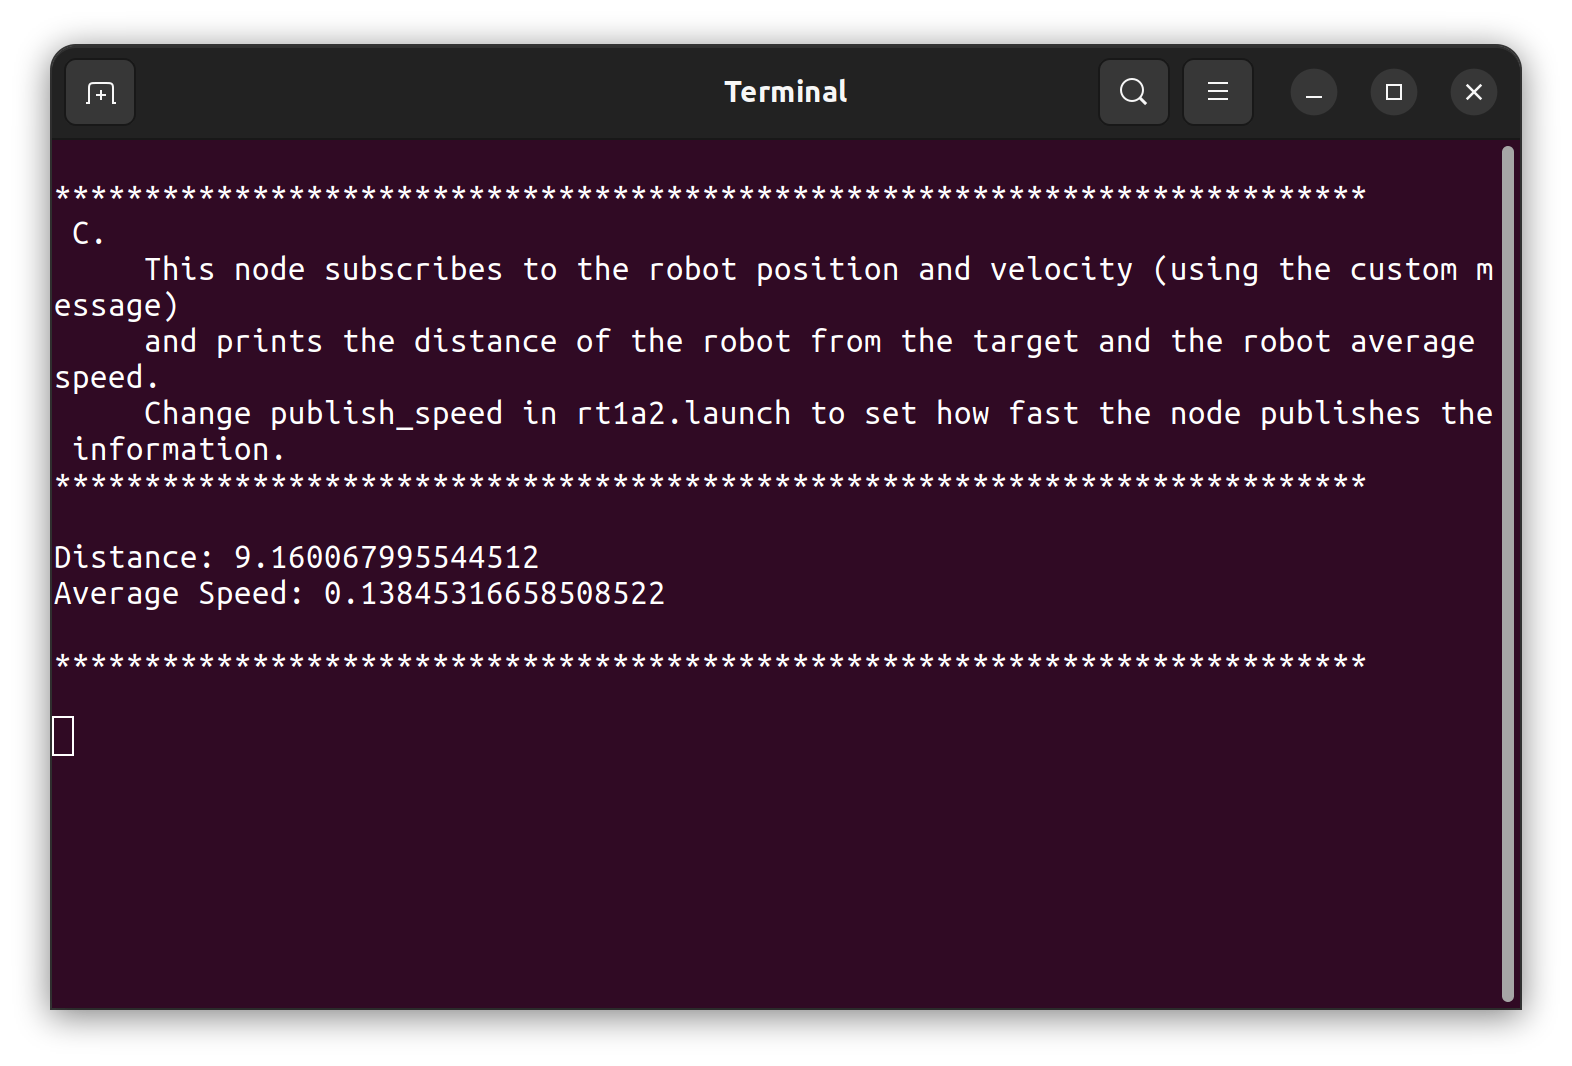 Terminal
*************************************************************************
 C.
     This node subscribes to the robot position and velocity (using the custom m
essage)
     and prints the distance of the robot from the target and the robot average 
speed.
     Change publish_speed in rt1a2.launch to set how fast the node publishes the
 information.
*************************************************************************
Distance: 9.160067995544512
Average Speed: 0.13845316658508522
*************************************************************************